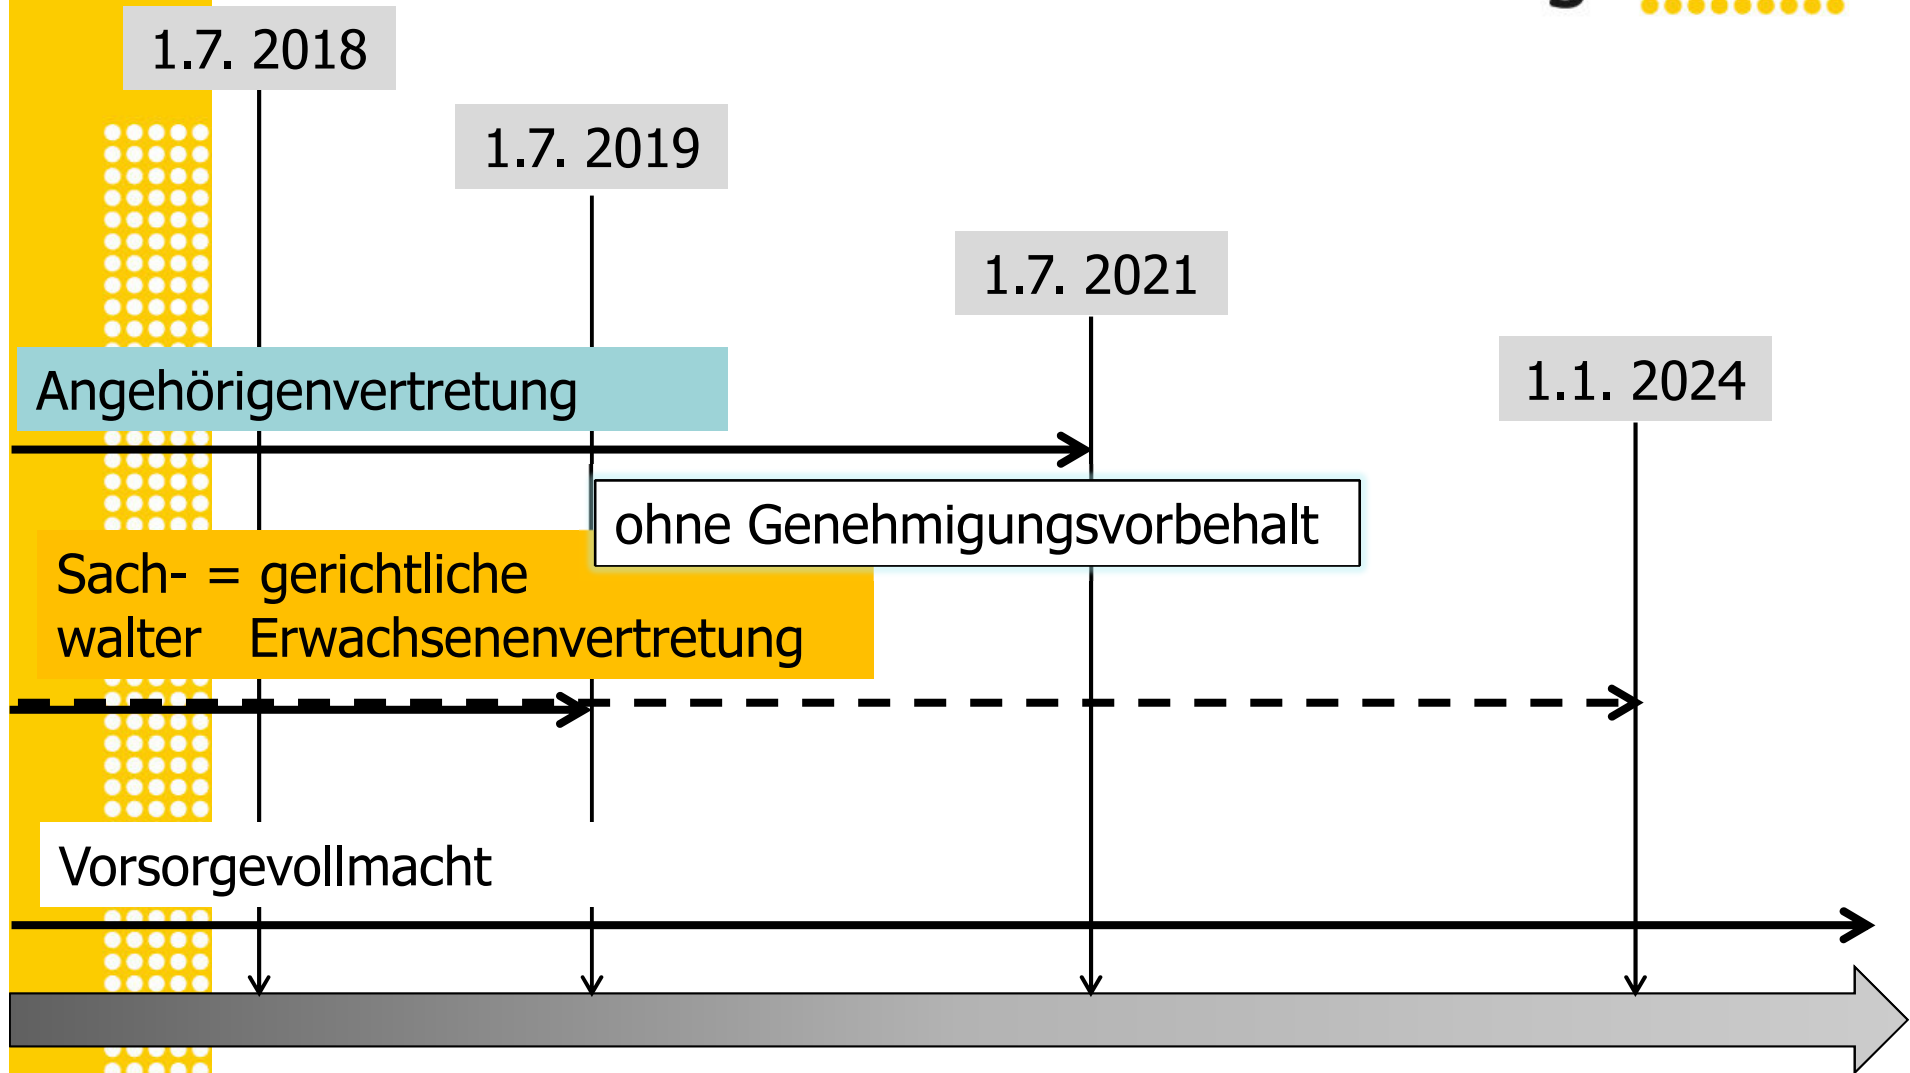 1.7. 2018
1.7. 2019
1.7. 2021
1.1. 2024
Angehörigenvertretung
ohne Genehmigungsvorbehalt
Sach- = gerichtliche
walter Erwachsenenvertretung
Vorsorgevollmacht